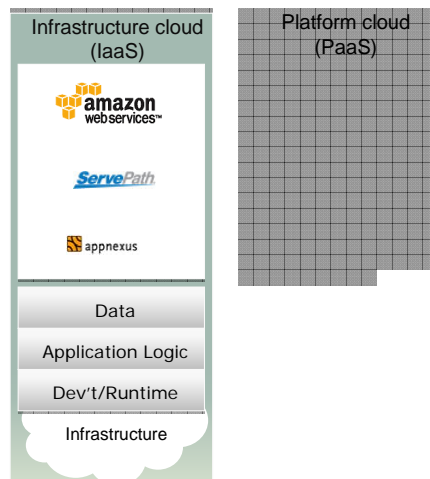 Infrastructure cloud
(IaaS)
amazon
webservices™
ServePath.
appnexus
Data
Application Logic
Dev't/Runtime
Infrastructure
Platform cloud
(PaaS)